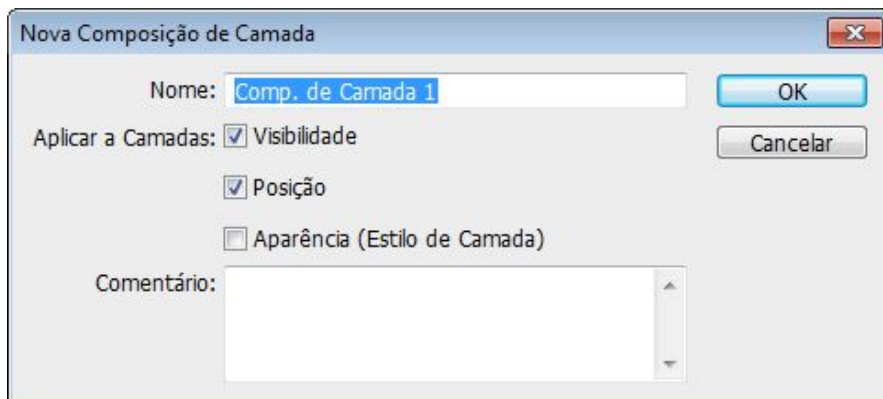 Nova Composição de Camada
Nome: Comp. de Camada 1
OK
Aplicar a Camadas: Visibilidade
Cancelar
Posição
Aparência (Estilo de Camada)
Comentário: